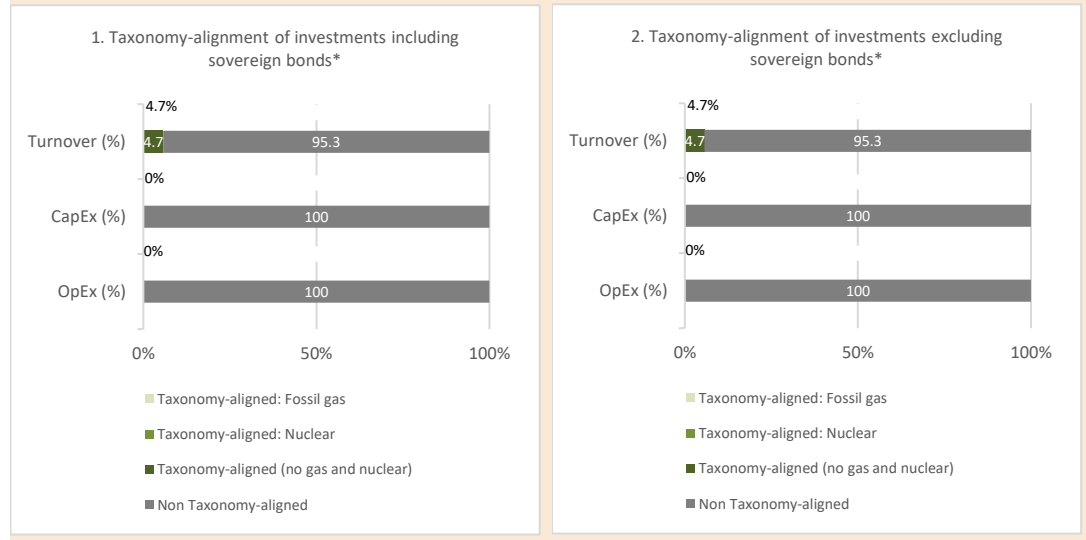 1. Taxonomy-alignment of investments including
sovereign bonds*
4.7%
Turnover (%)
4.7
95.3
0%
CapEx (%)
100
0%
OpEx (%)
100
0%
50%
100%
Taxonomy-aligned: Fossil gas
Taxonomy-aligned: Nuclear
Taxonomy-aligned (no gas and nuclear)
Non Taxonomy-aligned
2. Taxonomy-alignment of investments excluding
sovereign bonds*
4.7%
Turnover (%)
4.7
95.3
0%
CapEx (%)
100
0%
OpEx (%)
100
0%
50%
100%
Taxonomy-aligned: Fossil gas
Taxonomy-aligned: Nuclear
Taxonomy-aligned (no gas and nuclear)
Non Taxonomy-aligned